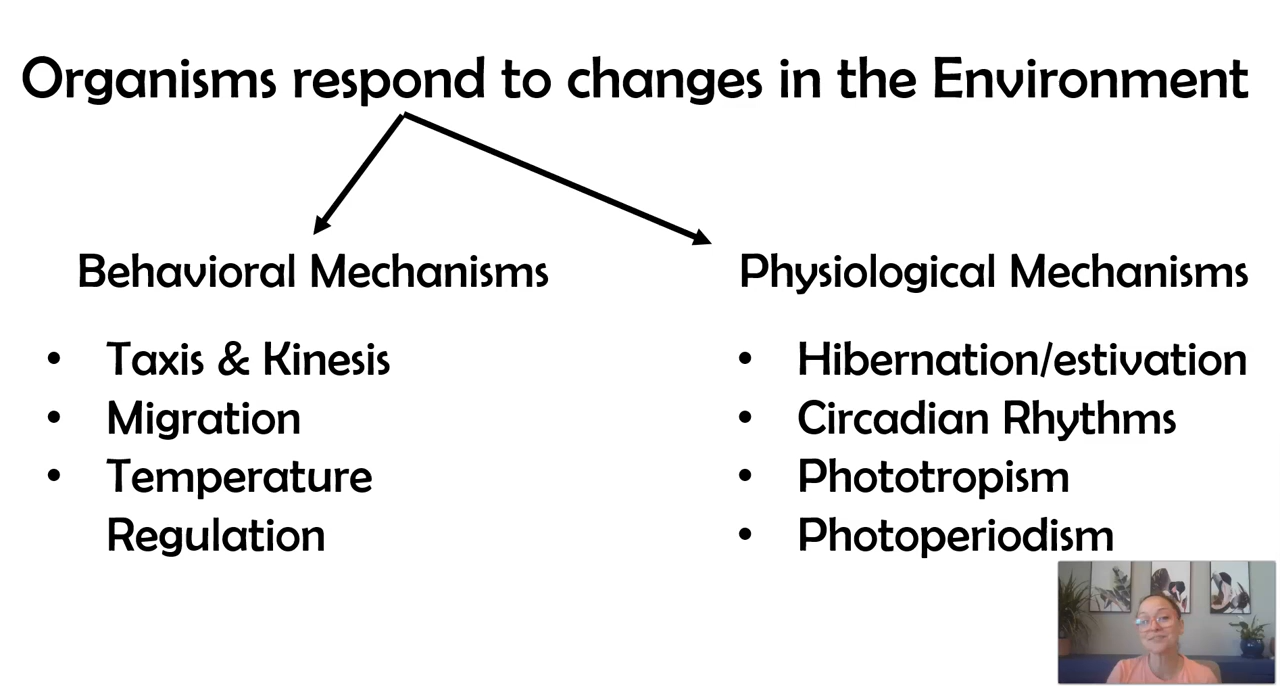 Organisms respond to changes in the Environment
Behavioral Mechanisms
• Taxis & Kinesis
• Migration
• Temperature
Regulation
Physiological Mechanisms
• Hibernation/estivation
• Circadian Rhythms
• Phototropism
• Photoperiodism